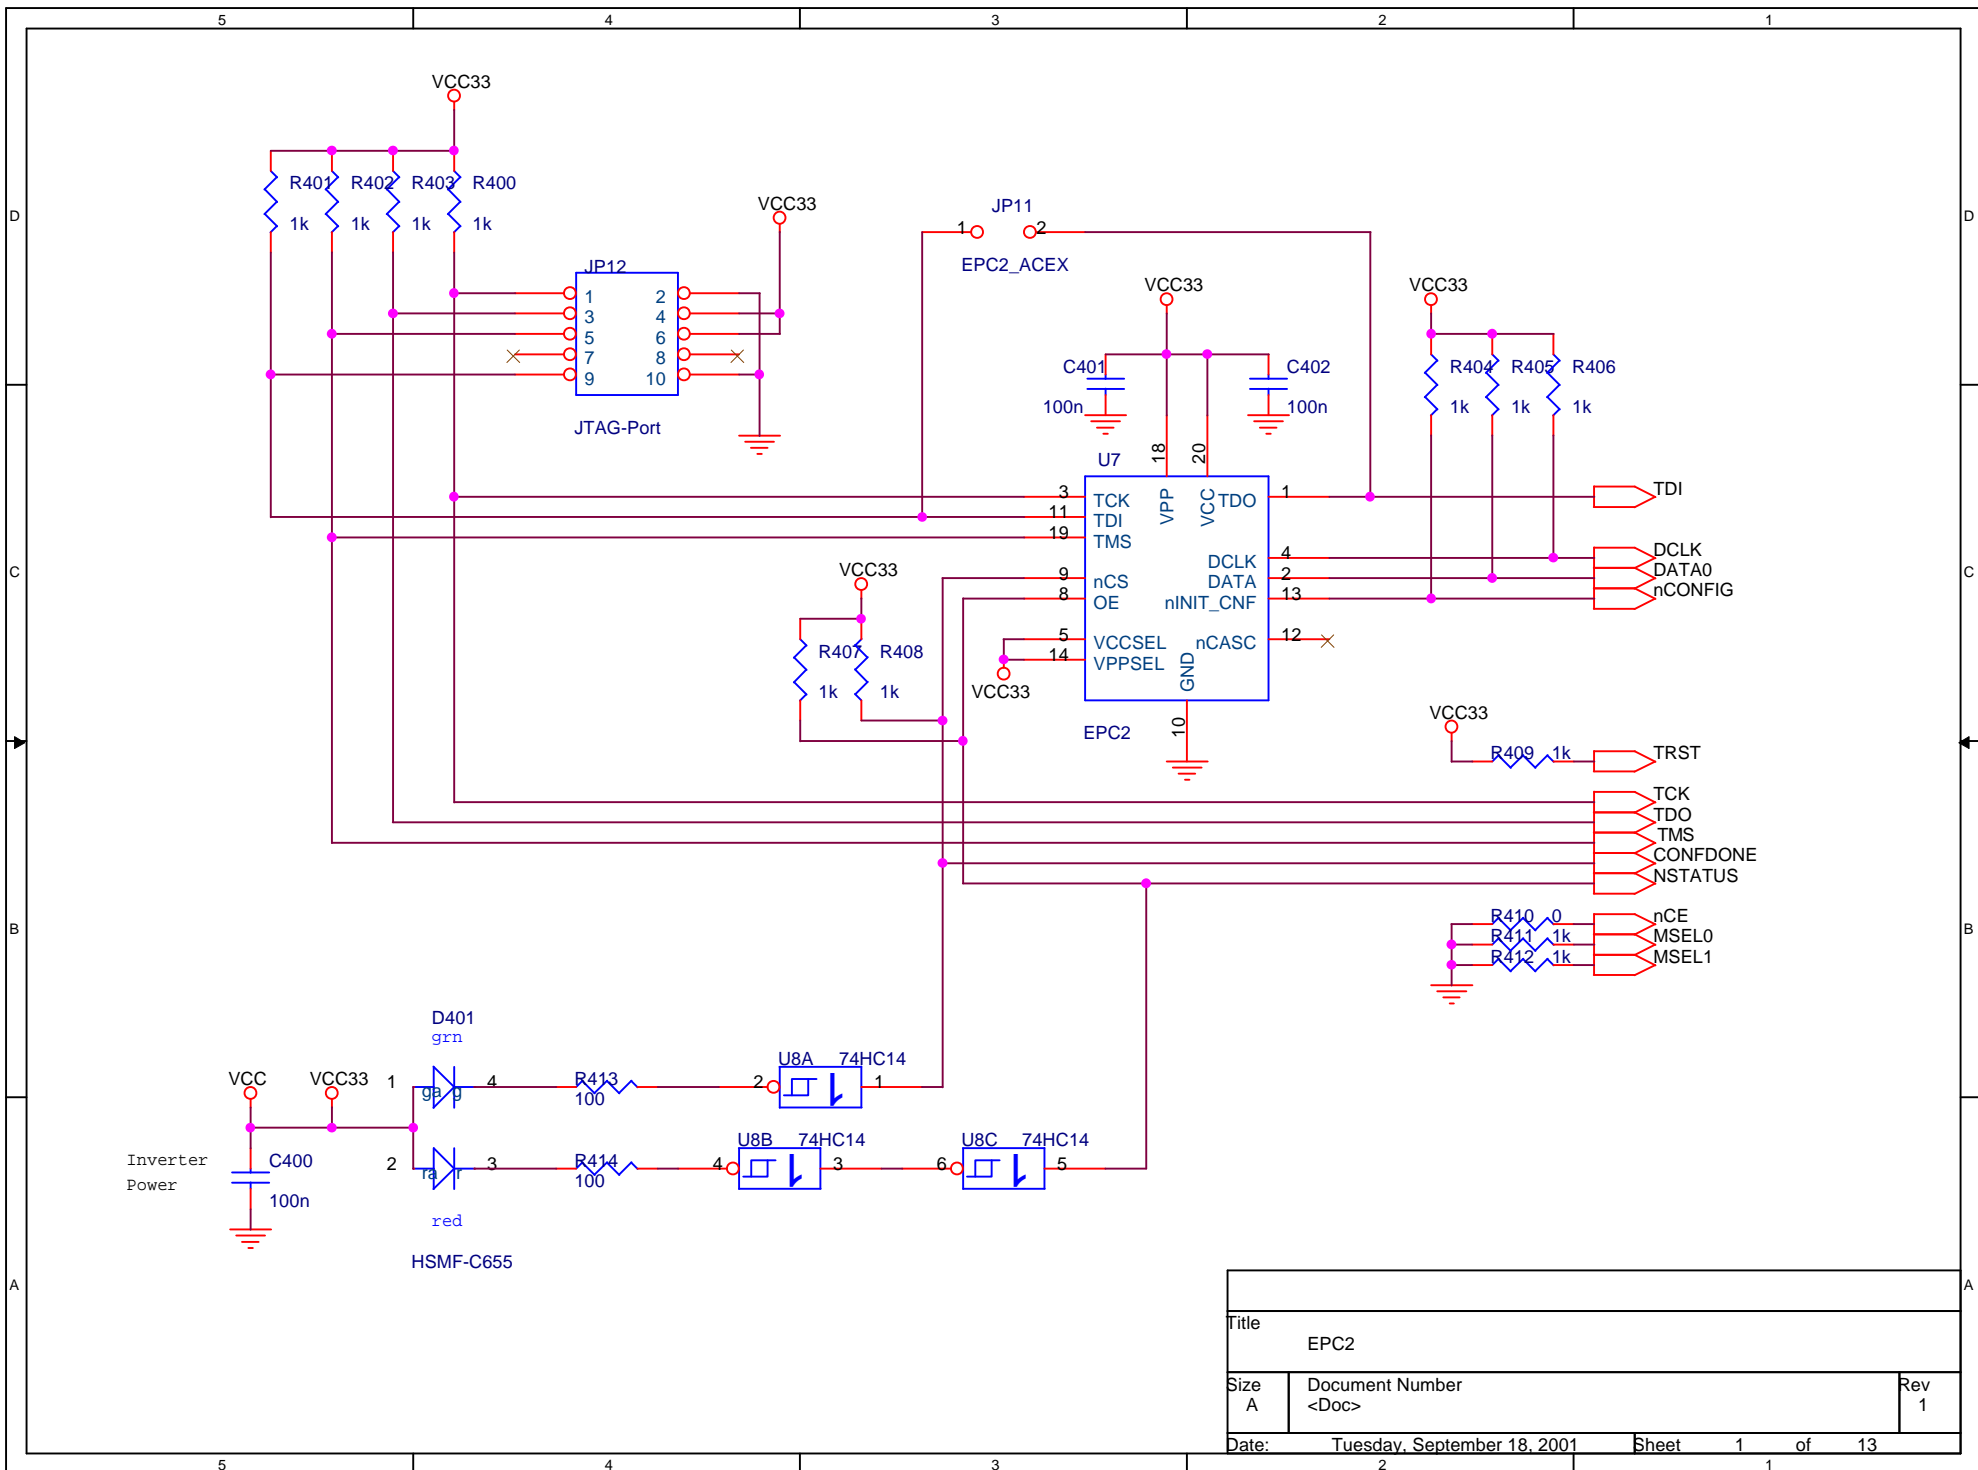 5 4 3 2 1
VCC33
R401 R402 R403 R400
1k 1k 1k 1k
VCC33
D D
JP11
1 2
EPC2_ACEX
JP12
1 2
3 4
5 6
7 8
9 10
JTAG-Port
VCC33
C401 C402
100n 100n
VCC33
R404 R405 R406
1k 1k 1k
U7
18 20
3 TCK VPP VCC TDO 1
11 TDI
19 TMS
DCLK 4
9 nCS DATA 2
8 OE nINIT_CNF 13
5 VCCSEL nCASC 12
14 VPPSEL
GND
10
EPC2
TDI
DCLK
DATA0
nCONFIG
C C
VCC33
R407 R408
1k 1k
VCC33
VCC33
R409 1k TRST
TCK
TDO
TMS
CONFDONE
NSTATUS
R410 0 nCE
R411 1k MSEL0
R412 1k MSEL1
B B
D401
grn
VCC VCC33
1 ga g 4 R413 100 2 U8A 74HC14 1
2 ra r 3 R414 100 4 U8B 74HC14 3 6 U8C 74HC14 5
Inverter
Power
C400
100n
red
HSMF-C655
A A
Title
EPC2
Size
A
Document Number
<Doc>
Rev
1
Date: Tuesday, September 18, 2001 Sheet 1 of 13
5 4 3 2 1